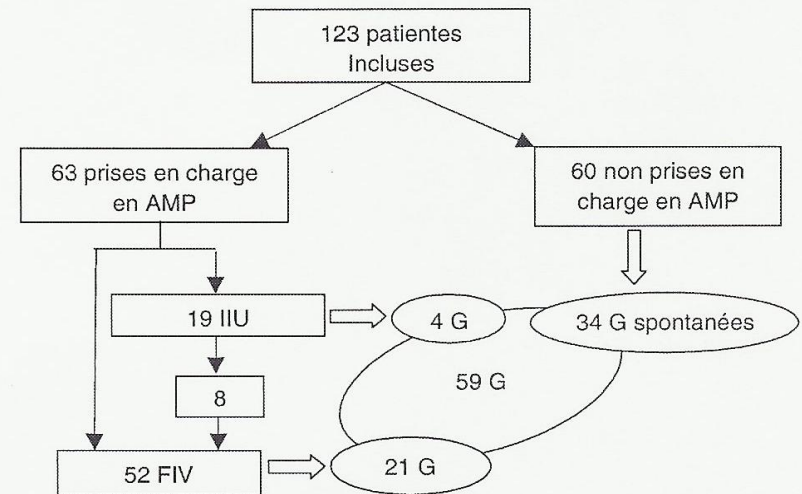 123 patientes
Incluses
63 prises en charge
en AMP
60 non prises en
charge en AMP
19 IIU
4 G
34 G spontanées
59 G
8
52 FIV
21 G